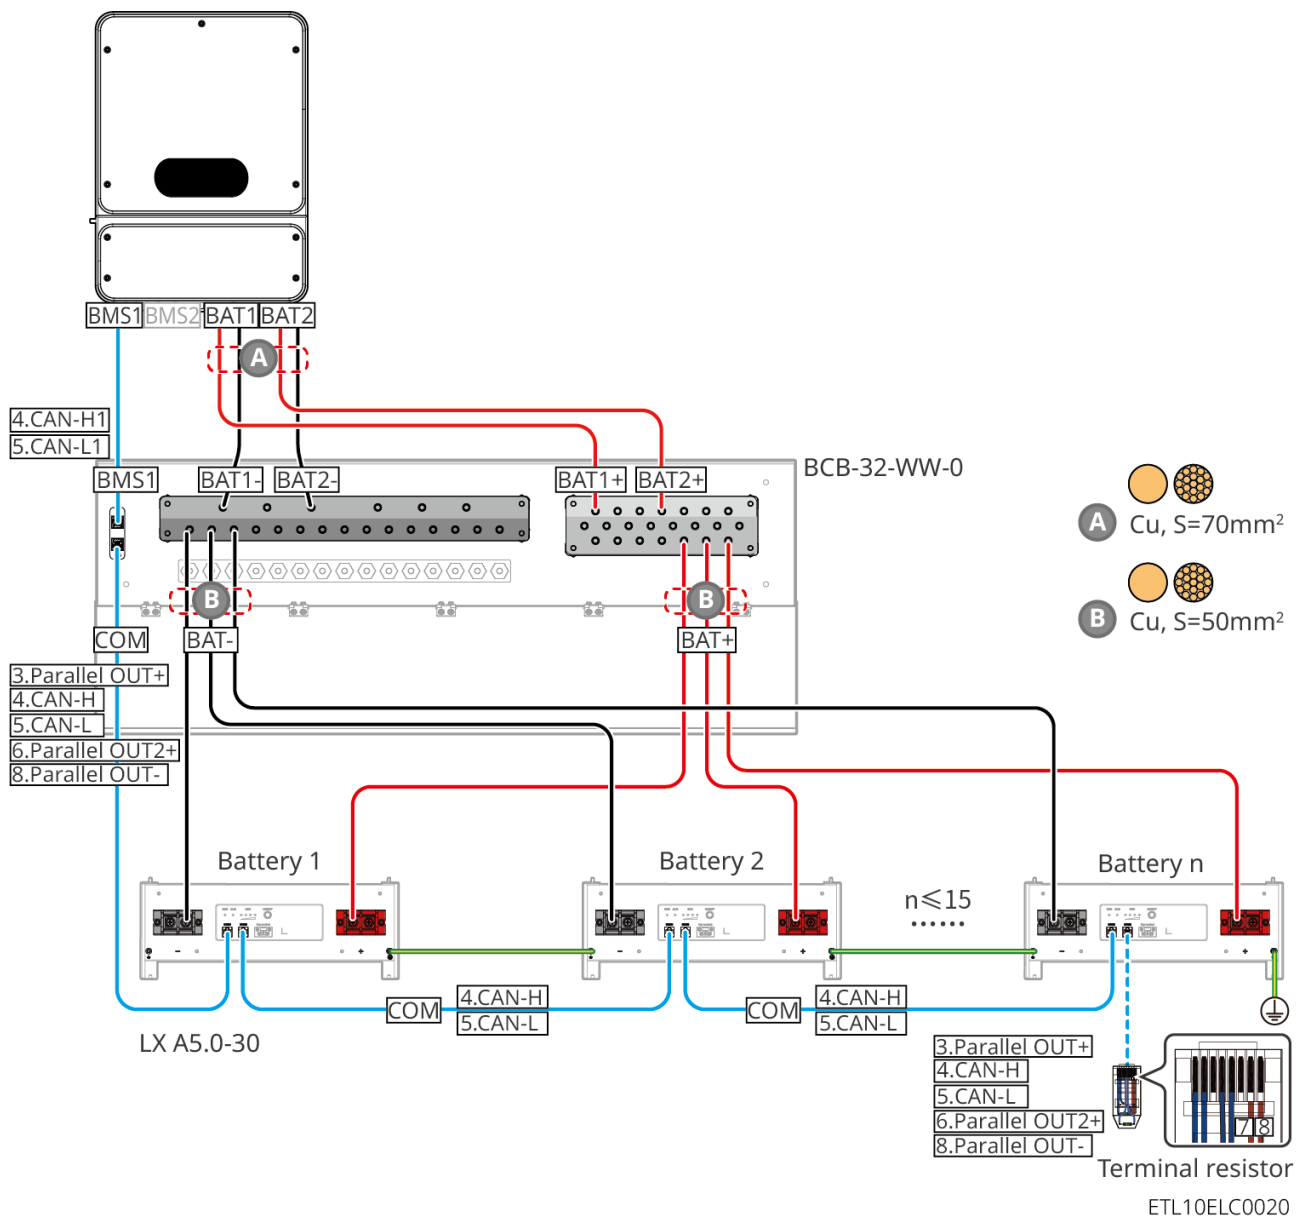 BMS1 BMS2 BAT1 BAT2
A
4.CAN-H1
5.CAN-L1
BMS1 BAT1- BAT2- BAT1+ BAT2+
BCB-32-WW-0
A Cu, S=70mm²
B Cu, S=50mm²
B B
COM BAT- BAT+
3.Parallel OUT+
4.CAN-H
5.CAN-L
6.Parallel OUT2+
8.Parallel OUT-
Battery 1 Battery 2 Battery n
n≤15
......
- + - + - +
COM 4.CAN-H
5.CAN-L
COM 4.CAN-H
5.CAN-L
LX A5.0-30
3.Parallel OUT+
4.CAN-H
5.CAN-L
6.Parallel OUT2+
8.Parallel OUT-
7 8
Terminal resistor
ETL10ELC0020